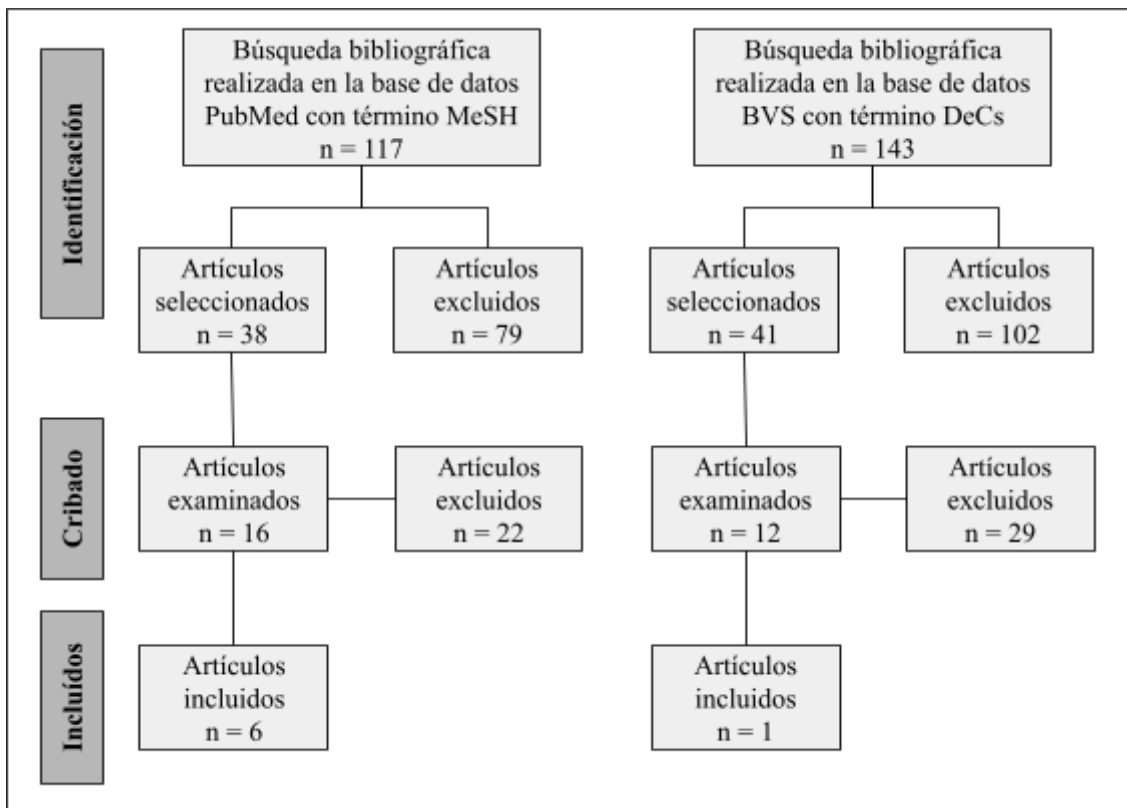 Identificación
Búsqueda bibliográfica
realizada en la base de datos
PubMed con término MeSH
n = 117
Búsqueda bibliográfica
realizada en la base de datos
BVS con término DeCs
n = 143
Artículos
seleccionados
n = 38
Artículos
excluidos
n = 79
Artículos
seleccionados
n = 41
Artículos
excluidos
n = 102
Cribado
Artículos
examinados
n = 16
Artículos
excluidos
n = 22
Artículos
examinados
n = 12
Artículos
excluidos
n = 29
Incluídos
Artículos
incluidos
n = 6
Artículos
incluidos
n = 1